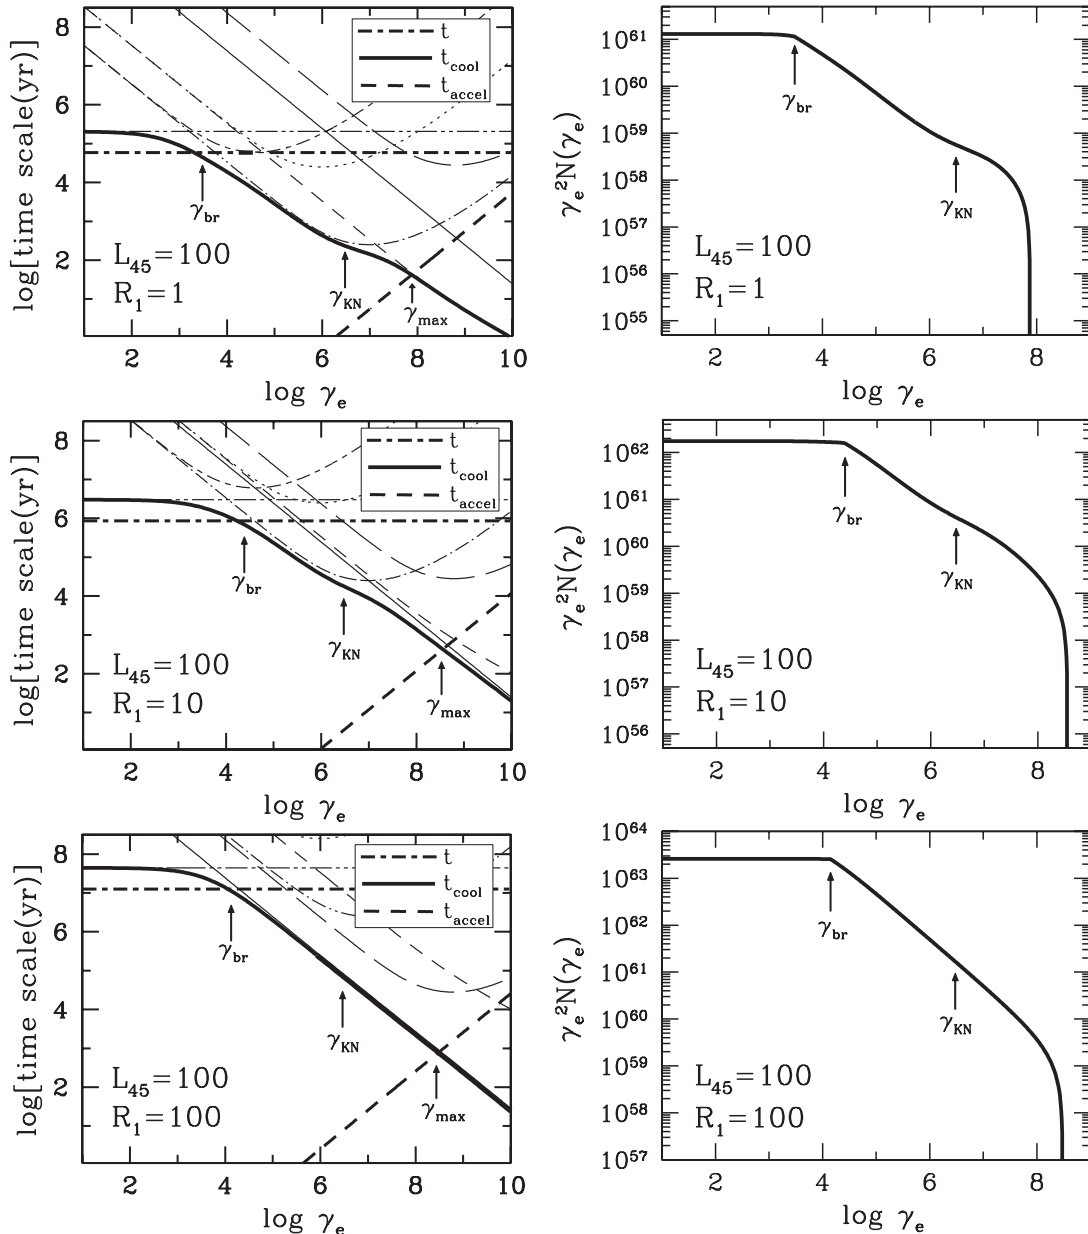 log[time scale(yr)]
8
6
4
2
t
t_cool
t_accel
γ_br
γ_KN
γ_max
L_45=100
R_1=1
2 4 6 8 10
log γ_e
γ_e^2N(γ_e)
10^61
10^60
10^59
10^58
10^57
10^56
10^55
γ_br
γ_KN
L_45=100
R_1=1
2 4 6 8
log γ_e
log[time scale(yr)]
8
6
4
2
t
t_cool
t_accel
γ_br
γ_KN
γ_max
L_45=100
R_1=10
2 4 6 8 10
log γ_e
γ_e^2N(γ_e)
10^62
10^61
10^60
10^59
10^58
10^57
10^56
γ_br
γ_KN
L_45=100
R_1=10
2 4 6 8
log γ_e
log[time scale(yr)]
8
6
4
2
t
t_cool
t_accel
γ_br
γ_KN
γ_max
L_45=100
R_1=100
2 4 6 8 10
log γ_e
γ_e^2N(γ_e)
10^64
10^63
10^62
10^61
10^60
10^59
10^58
10^57
γ_br
γ_KN
L_45=100
R_1=100
2 4 6 8
log γ_e